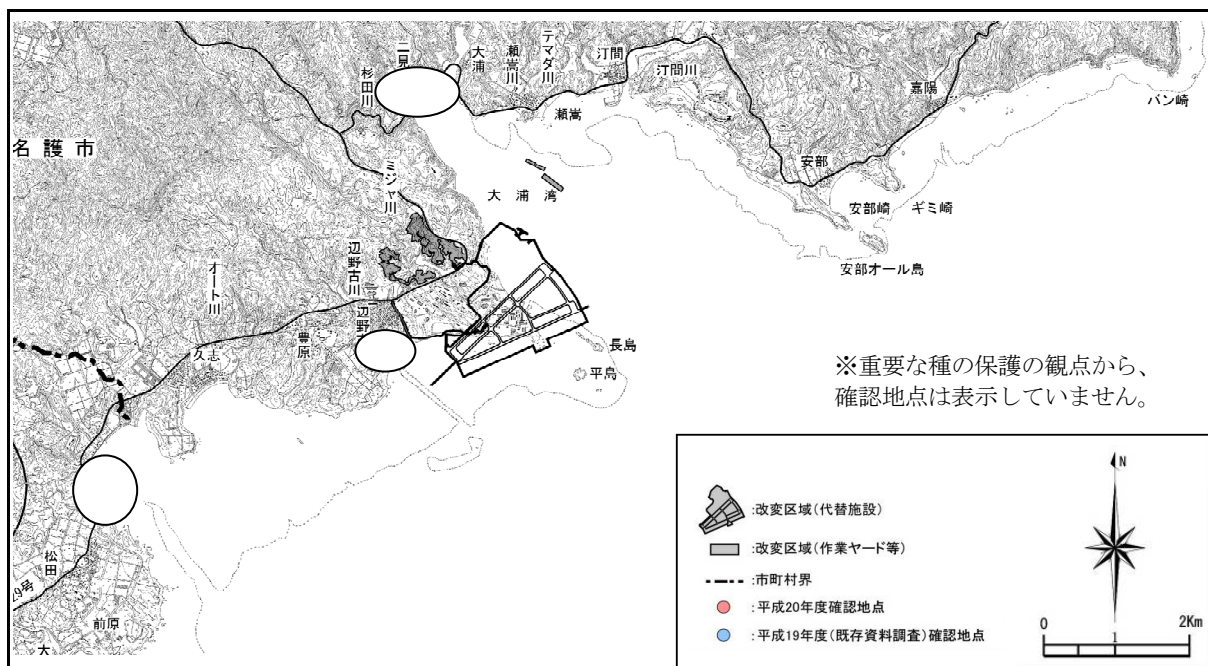 二見
杉田川
大浦
瀬嵩川
テマダ川
汀間
汀間川
瀬嵩
嘉陽
バン崎
名護市
ミジャ川
大浦湾
安部
安部崎
ギミ崎
安部オール島
辺野古川
オート川
辺野古
豊原
久志
長島
平島
※重要な種の保護の観点から、
確認地点は表示していません。
松田
29号
前原
大
:改変区域(代替施設)
:改変区域(作業ヤード等)
:市町村界
:平成20年度確認地点
:平成19年度(既存資料調査)確認地点
N
0 1 2Km